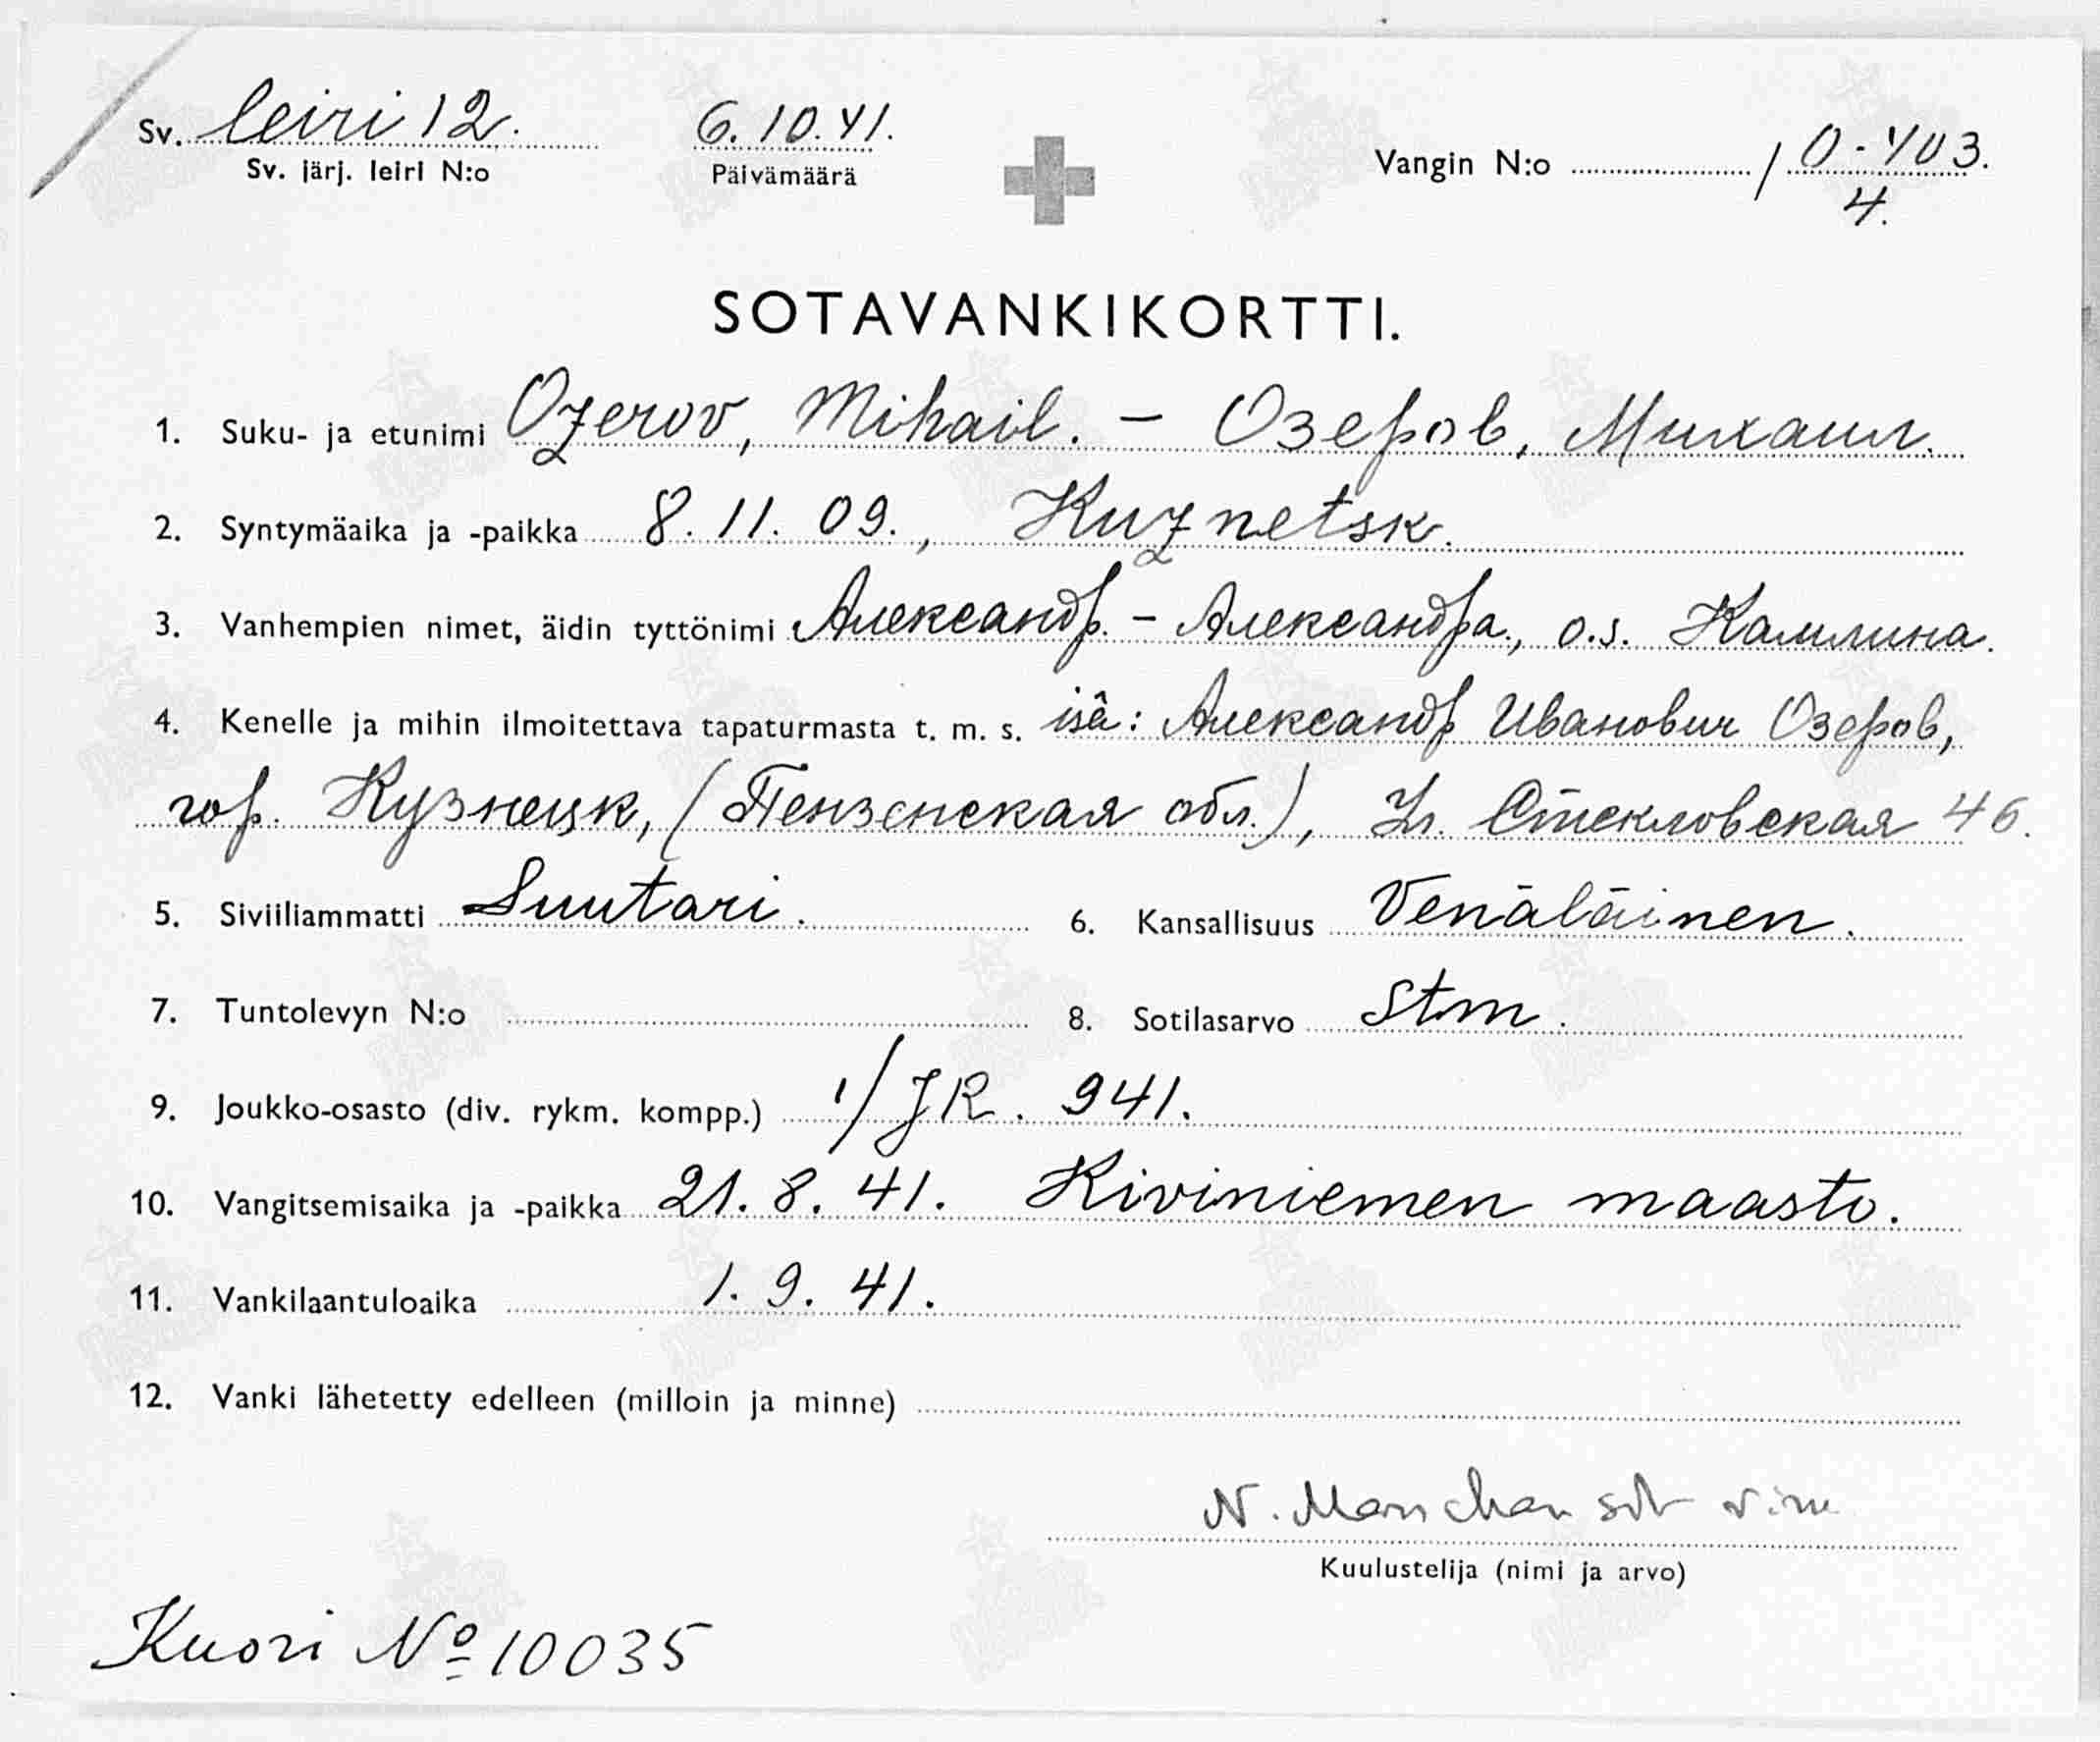 Sv. leiri 12. 6.10.41. Vangin N:o / O-403.
Sv. järj. leiri N:o Päivämäärä 4.
SOTAVANKIKORTTI.
1. Suku- ja etunimi Ozerov, Mihail. – Озеров, Михаил.
2. Syntymäaika ja -paikka 8.11.09., Kuznetsk.
3. Vanhempien nimet, äidin tyttönimi Александр. – Александра, o.s.
4. Kenelle ja mihin ilmoitettava tapaturmasta t. m. s. isä: Александр Иванович Озеров,
гор. Кузнецк, (Пензенская обл.), Ул. Стекловская 46.
5. Siviiliammatti Suutari. 6. Kansallisuus Venäläinen.
7. Tuntolevyn N:o 8. Sotilasarvo Stm.
9. Joukko-osasto (div. rykm. kompp.) 1/JR. 941.
10. Vangitsemisaika ja -paikka 21.8.41. Kiviniemen maasto.
11. Vankilaantuloaika 1.9.41.
12. Vanki lähetetty edelleen (milloin ja minne)
N.
Kuulustelija (nimi ja arvo)
Kuori № 10035